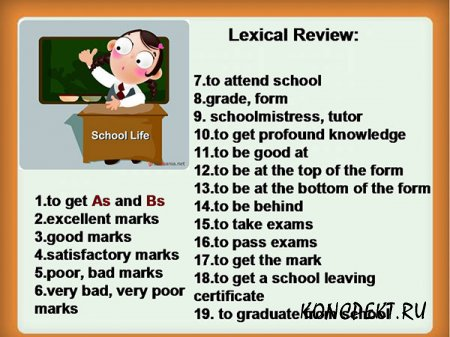 Lexical Review:
School Life
1.to get As and Bs
2.excellent marks
3.good marks
4.satisfactory marks
5.poor, bad marks
6.very bad, very poor
marks
7.to attend school
8.grade, form
9. schoolmistress, tutor
10.to get profound knowledge
11.to be good at
12.to be at the top of the form
13.to be at the bottom of the form
14.to be behind
15.to take exams
16.to pass exams
17.to get the mark
18.to get a school leaving
certificate
19. to graduate from school
КОНСПЕКТ.RU